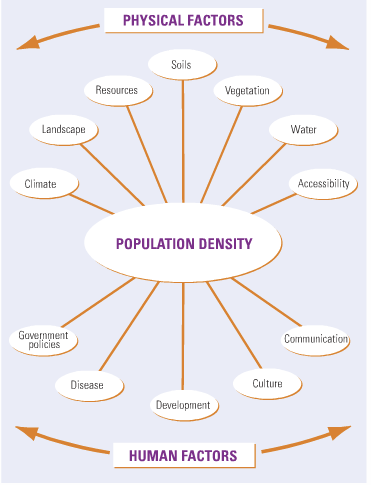 PHYSICAL FACTORS
Soils
Resources
Vegetation
Landscape
Water
Climate
Accessibility
POPULATION DENSITY
Government
policies
Communication
Disease
Culture
Development
HUMAN FACTORS